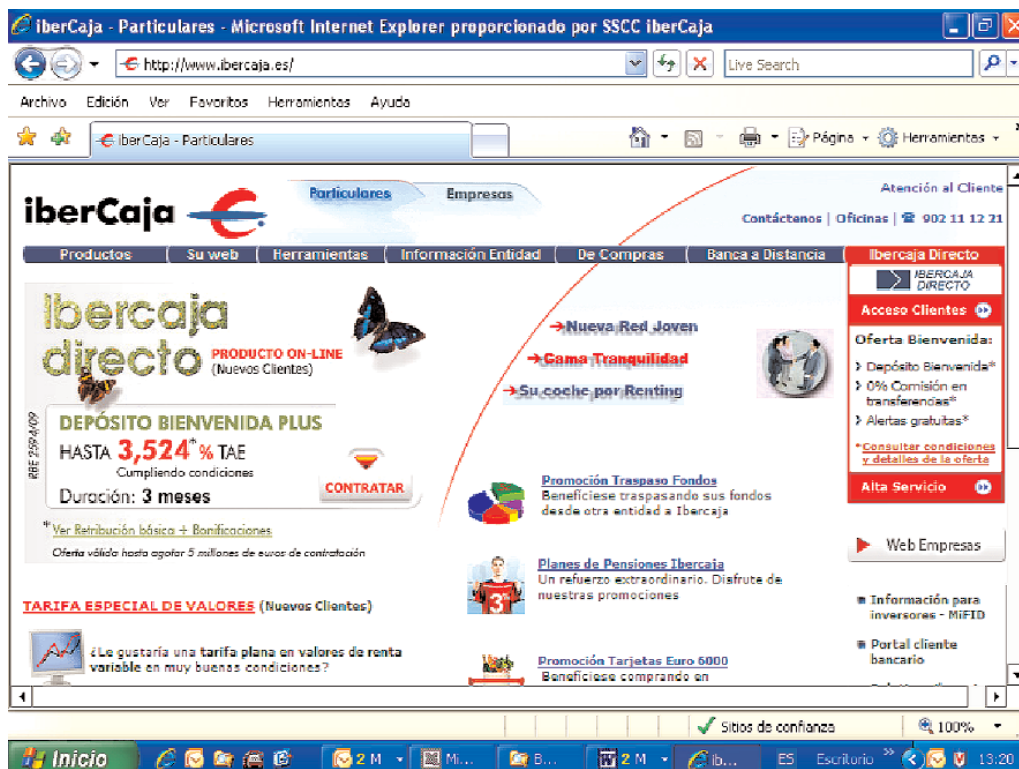 iberCaja - Particulares - Microsoft Internet Explorer proporcionado por SSCC iberCaja
http://www.ibercaja.es/
Live Search
Archivo Edición Ver Favoritos Herramientas Ayuda
iberCaja - Particulares
Página
Herramientas
iberCaja
Particulares
Empresas
Atención al Cliente
Contáctenos | Oficinas | 902 11 12 21
Productos
Su web
Herramientas
Información Entidad
De Compras
Banca a Distancia
Ibercaja Directo
Ibercaja
directo PRODUCTO ON-LINE
(Nuevos Clientes)
RBE 2594/09
DEPÓSITO BIENVENIDA PLUS
HASTA 3,524*% TAE
Cumpliendo condiciones
Duración: 3 meses
CONTRATAR
*Ver Retribución básica + Bonificaciones
Oferta válida hasta agotar 5 millones de euros de contratación
TARIFA ESPECIAL DE VALORES (Nuevos Clientes)
¿Le gustaría una tarifa plana en valores de renta
variable en muy buenas condiciones?
Nueva Red Joven
Gama Tranquilidad
Su coche por Renting
Promoción Traspaso Fondos
Benefíciese traspasando sus fondos
desde otra entidad a Ibercaja
Planes de Pensiones Ibercaja
Un refuerzo extraordinario. Disfrute de
nuestras promociones
Promoción Tarjetas Euro 6000
Benefíciese comprando en
IBERCAJA
DIRECTO
Acceso Clientes
Oferta Bienvenida:
Depósito Bienvenida*
0% Comisión en
transferencias*
Alertas gratuitas*
*Consultar condiciones
y detalles de la oferta
Alta Servicio
Web Empresas
Información para
inversores - MiFID
Portal cliente
bancario
Sitios de confianza
100%
Inicio
2 M
Mi...
B...
2 M
ib...
ES
Escritorio
13:20